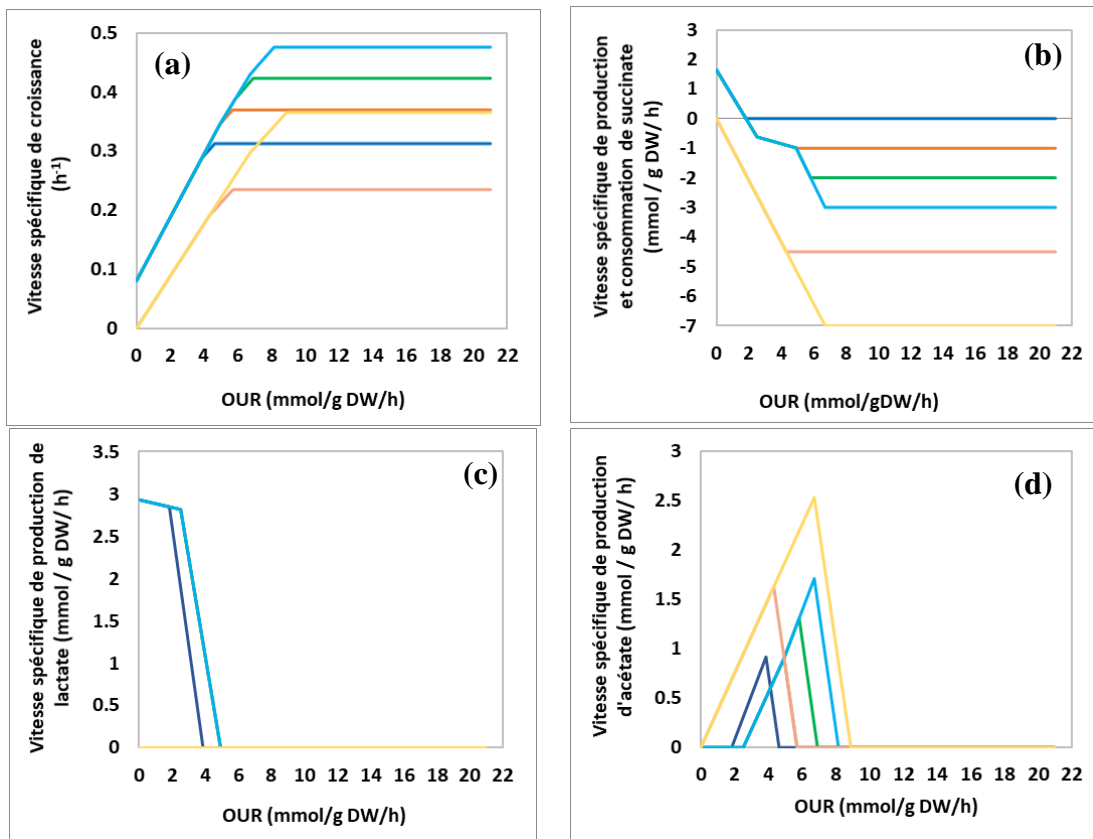 (a)
Vitesse spécifique de croissance
(h-1)
0.5
0.4
0.3
0.2
0.1
0
0 2 4 6 8 10 12 14 16 18 20 22
OUR (mmol/g DW/h)
(b)
Vitesse spécifique de production
et consommation de succinate
(mmol / g DW/ h)
3
2
1
0
-1
-2
-3
-4
-5
-6
-7
0 2 4 6 8 10 12 14 16 18 20 22
OUR (mmol/gDW/h)
(c)
Vitesse spécifique de production de
lactate (mmol / g DW/ h)
3.5
3
2.5
2
1.5
1
0.5
0
0 2 4 6 8 10 12 14 16 18 20 22
OUR (mmol/g DW/h)
(d)
Vitesse spécifique de production
d'acétate (mmol / g DW/ h)
3
2.5
2
1.5
1
0.5
0
0 2 4 6 8 10 12 14 16 18 20 22
OUR (mmol/g DW/h)